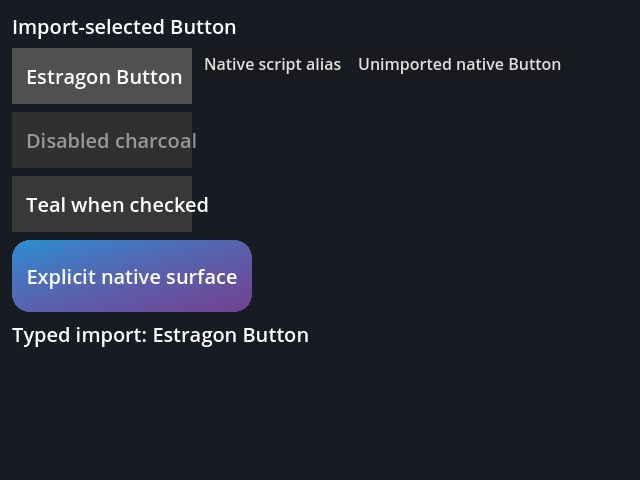 Import-selected Button
Estragon Button
Native script alias
Unimported native Button
Disabled charcoal
Teal when checked
Explicit native surface
Typed import: Estragon Button